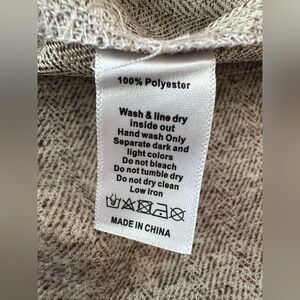 100% Polyester
Wash & line dry
inside out
Hand wash Only
Separate dark and
light colors
Do not bleach
Do not tumble dry
Do not dry clean
Low iron
MADE IN CHINA